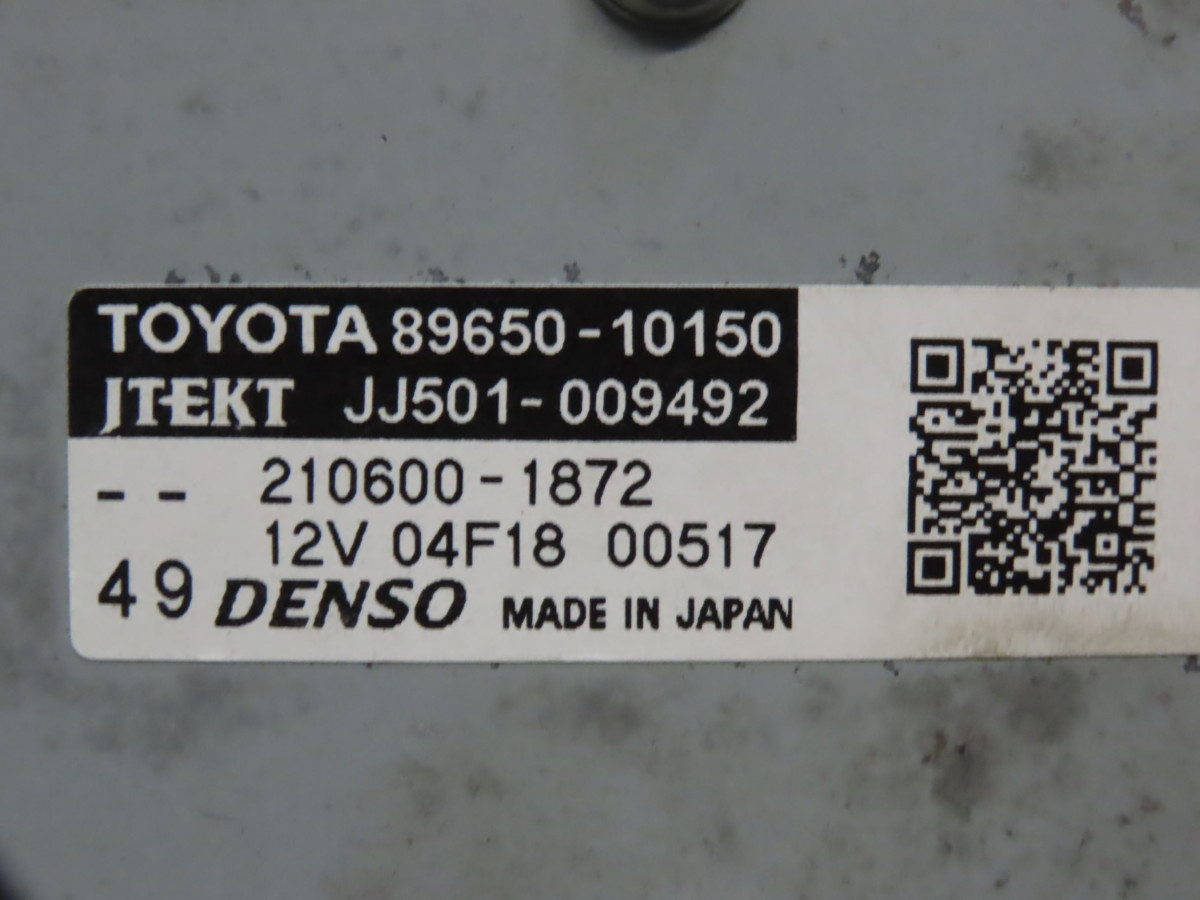 TOYOTA 89650-10150
JTEKT JJ501-009492
-- 210600-1872
12V 04F18 00517
49 DENSO MADE IN JAPAN